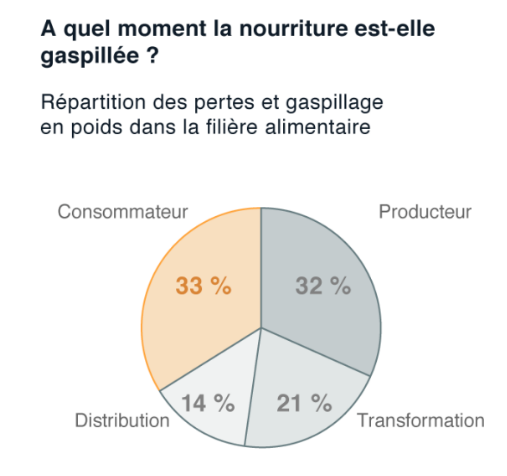 A quel moment la nourriture est-elle
gaspillée ?
Répartition des pertes et gaspillage
en poids dans la filière alimentaire
Consommateur
Producteur
33 %
32 %
14 %
21 %
Distribution
Transformation